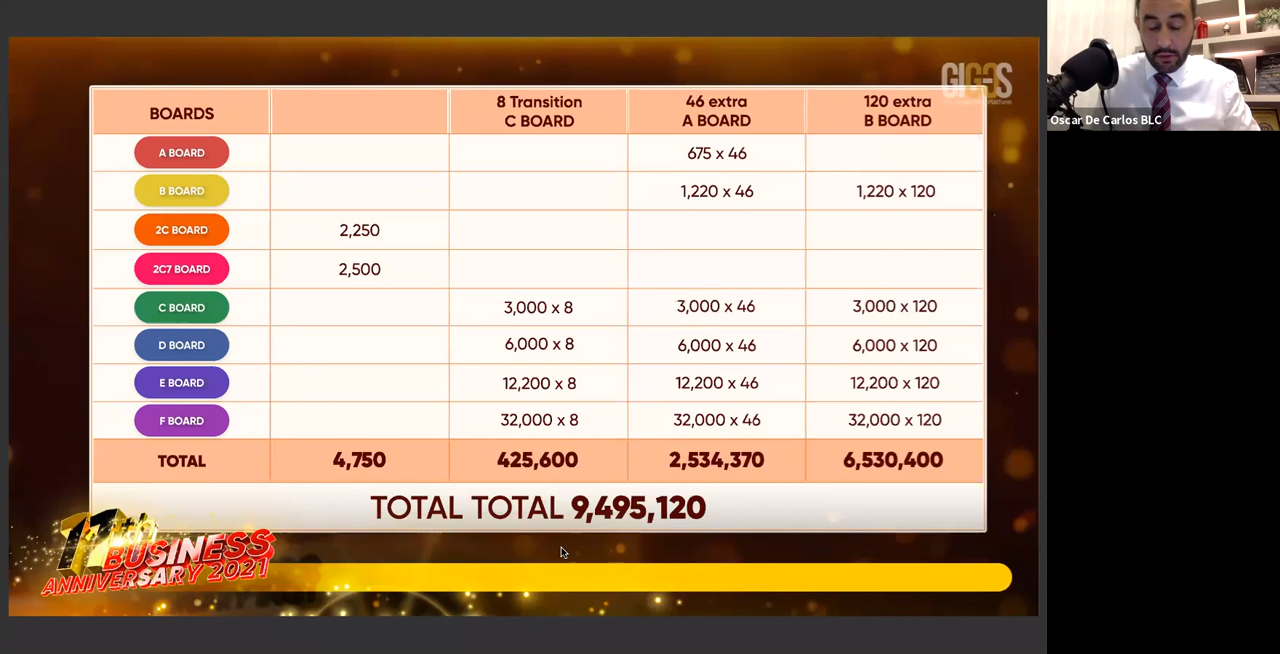 GIGOS
BOARDS
8 Transition
C BOARD
46 extra
A BOARD
120 extra
B BOARD
A BOARD 675 x 46
B BOARD 1,220 x 46 1,220 x 120
2C BOARD 2,250
2C7 BOARD 2,500
C BOARD 3,000 x 8 3,000 x 46 3,000 x 120
D BOARD 6,000 x 8 6,000 x 46 6,000 x 120
E BOARD 12,200 x 8 12,200 x 46 12,200 x 120
F BOARD 32,000 x 8 32,000 x 46 32,000 x 120
TOTAL 4,750 425,600 2,534,370 6,530,400
TOTAL TOTAL 9,495,120
11th
BUSINESS
ANNIVERSARY 2021
Oscar De Carlos BLC